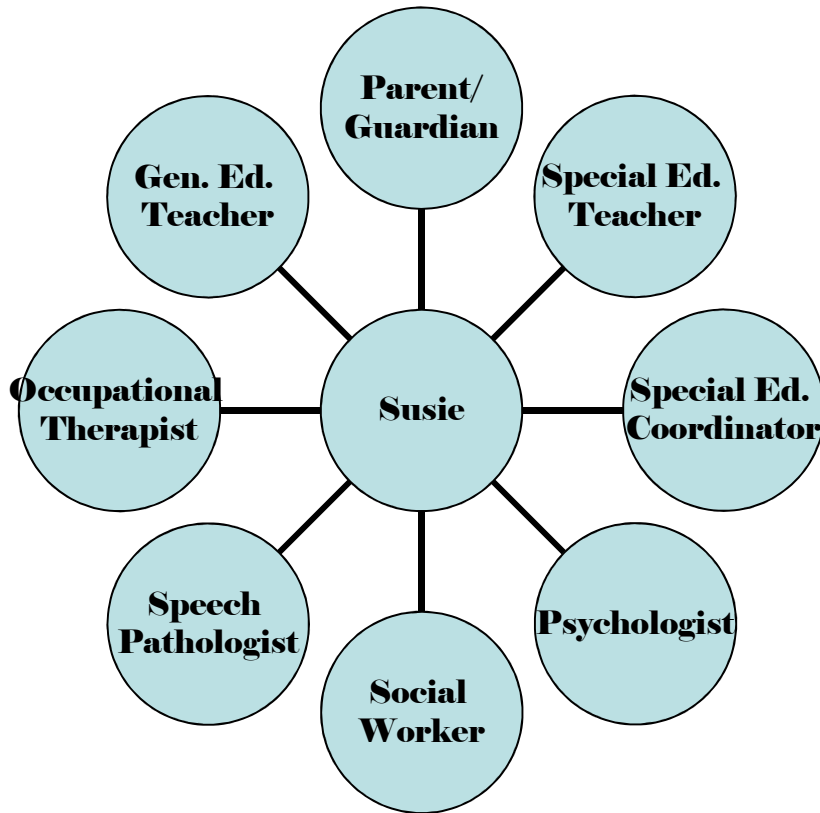 Parent/
Guardian
Gen. Ed.
Teacher
Special Ed.
Teacher
Occupational
Therapist
Susie
Special Ed.
Coordinator
Speech
Pathologist
Psychologist
Social
Worker